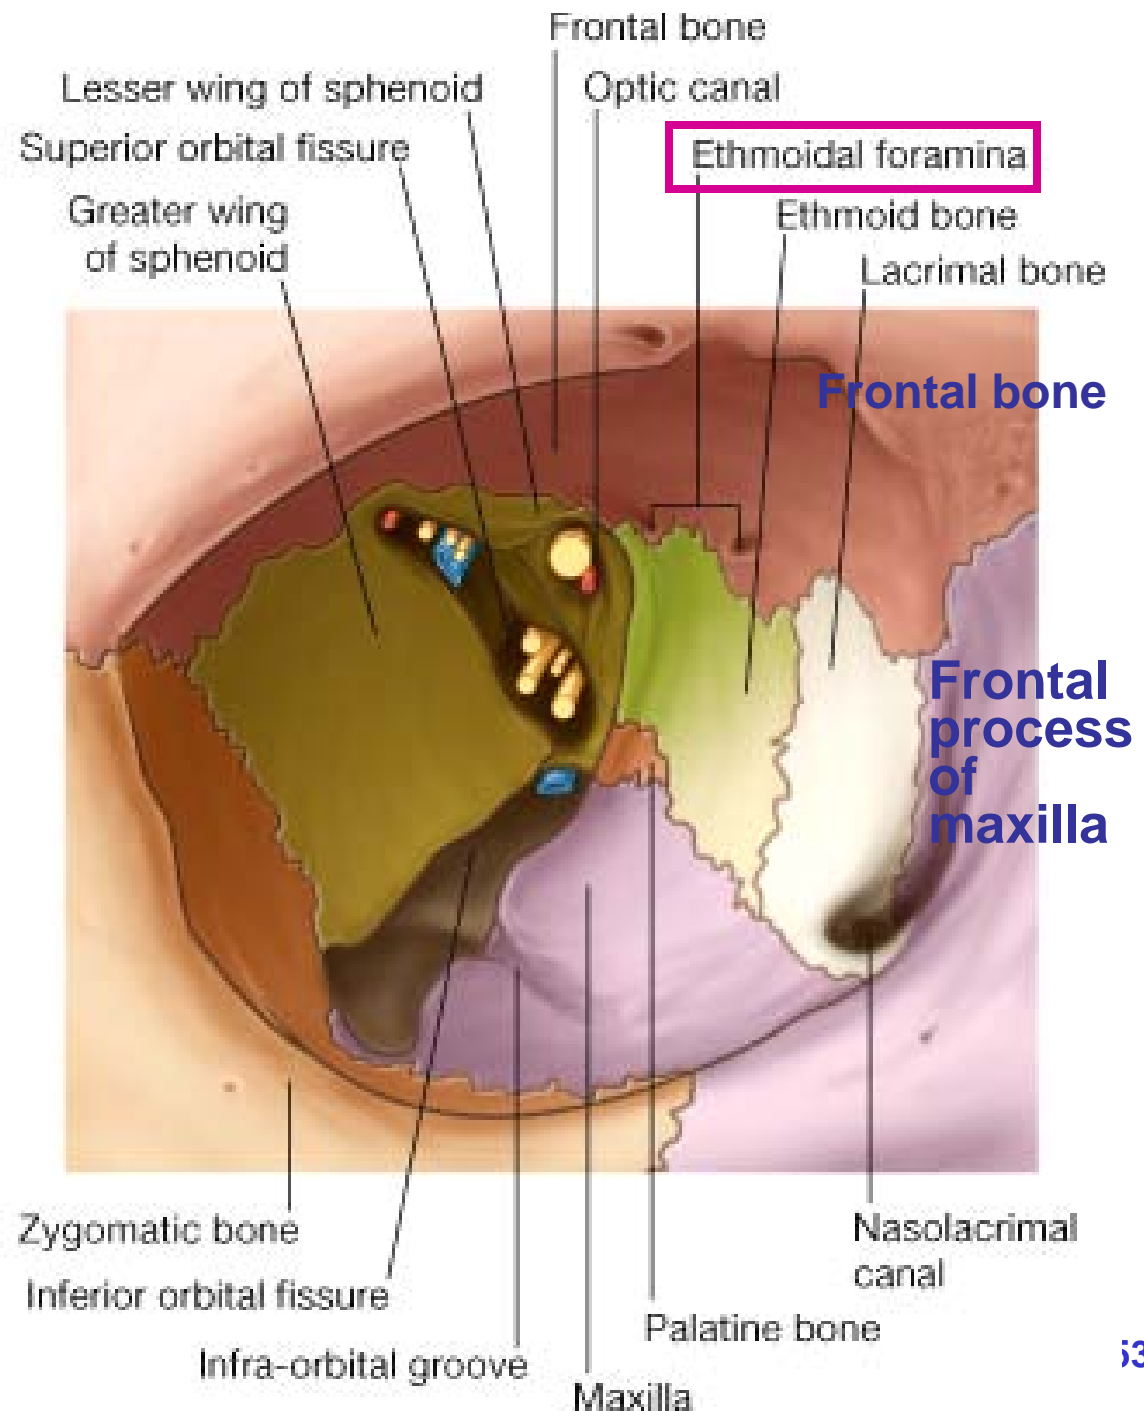 Frontal bone
Lesser wing of sphenoid
Optic canal
Superior orbital fissure
Ethmoidal foramina
Greater wing
of sphenoid
Ethmoid bone
Lacrimal bone
Frontal bone
Frontal
process
of
maxilla
Zygomatic bone
Nasolacrimal
canal
Inferior orbital fissure
Palatine bone
Infra-orbital groove
Maxilla